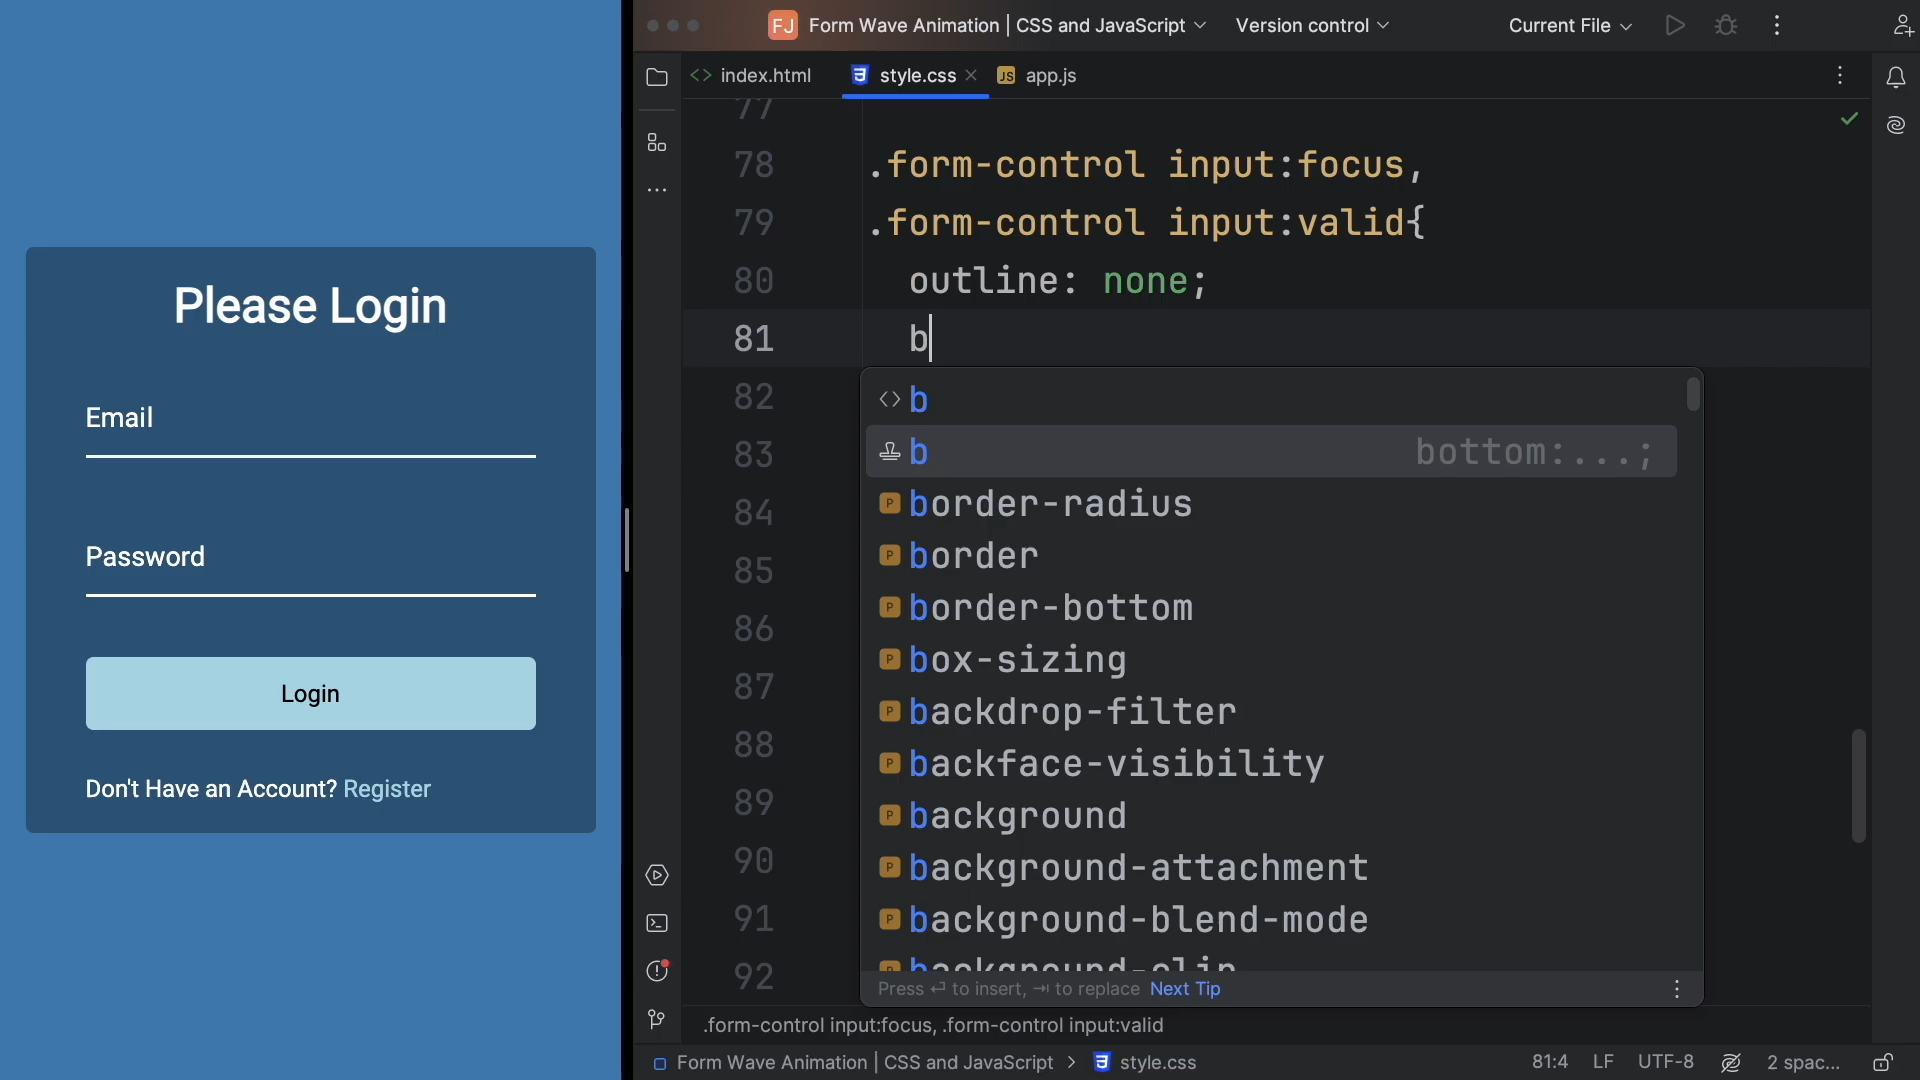 Please Login
Email
Password
Login
Don't Have an Account? Register
FJ Form Wave Animation | CSS and JavaScript Version control Current File
index.html style.css JS app.js
77
78 .form-control input:focus,
79 .form-control input:valid{
80 outline: none;
81 b
82
83
84
85
86
87
88
89
90
91
92
b
b bottom:...;
P border-radius
P border
P border-bottom
P box-sizing
P backdrop-filter
P backface-visibility
P background
P background-attachment
P background-blend-mode
background-clip
Press ↵ to insert, ⇥ to replace Next Tip
.form-control input:focus, .form-control input:valid
Form Wave Animation | CSS and JavaScript > style.css 81:4 LF UTF-8 2 spac...